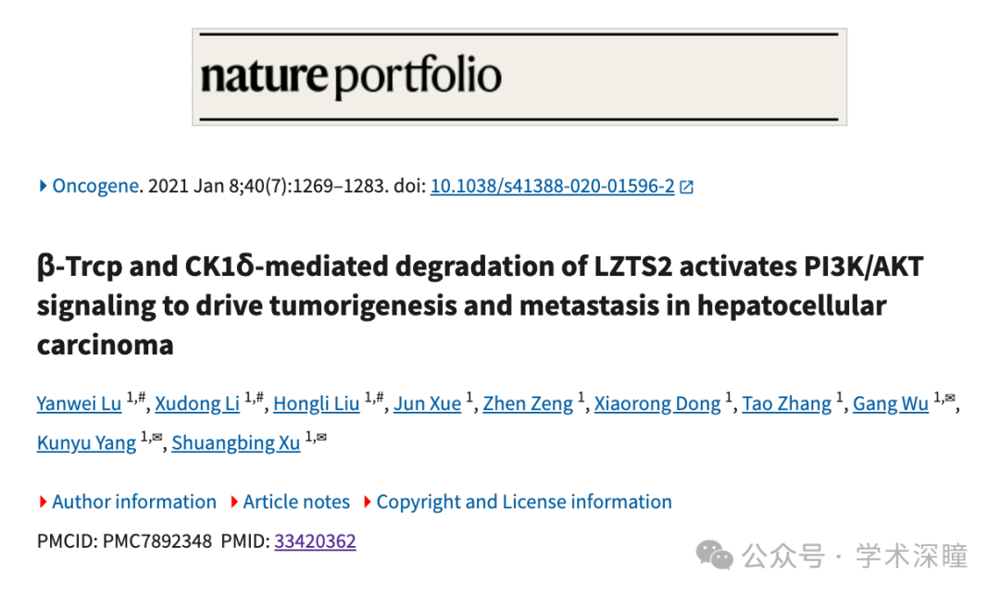 nature portfolio
Oncogene. 2021 Jan 8;40(7):1269–1283. doi: 10.1038/s41388-020-01596-2
β-Trcp and CK1δ-mediated degradation of LZTS2 activates PI3K/AKT
signaling to drive tumorigenesis and metastasis in hepatocellular
carcinoma
Yanwei Lu 1,#, Xudong Li 1,#, Hongli Liu 1,#, Jun Xue 1, Zhen Zeng 1, Xiaorong Dong 1, Tao Zhang 1, Gang Wu 1,✉,
Kunyu Yang 1,✉, Shuangbing Xu 1,✉
Author information Article notes Copyright and License information
PMCID: PMC7892348 PMID: 33420362
公众号 · 学术深瞳